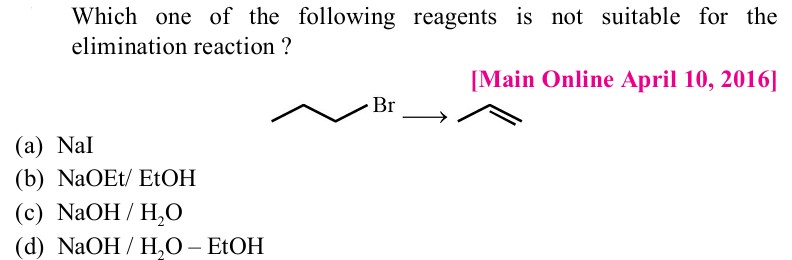 Which one of the following reagents is not suitable for the
elimination reaction ?
[Main Online April 10, 2016]
Br
(a) NaI
(b) NaOEt/ EtOH
(c) NaOH / H₂O
(d) NaOH / H₂O – EtOH